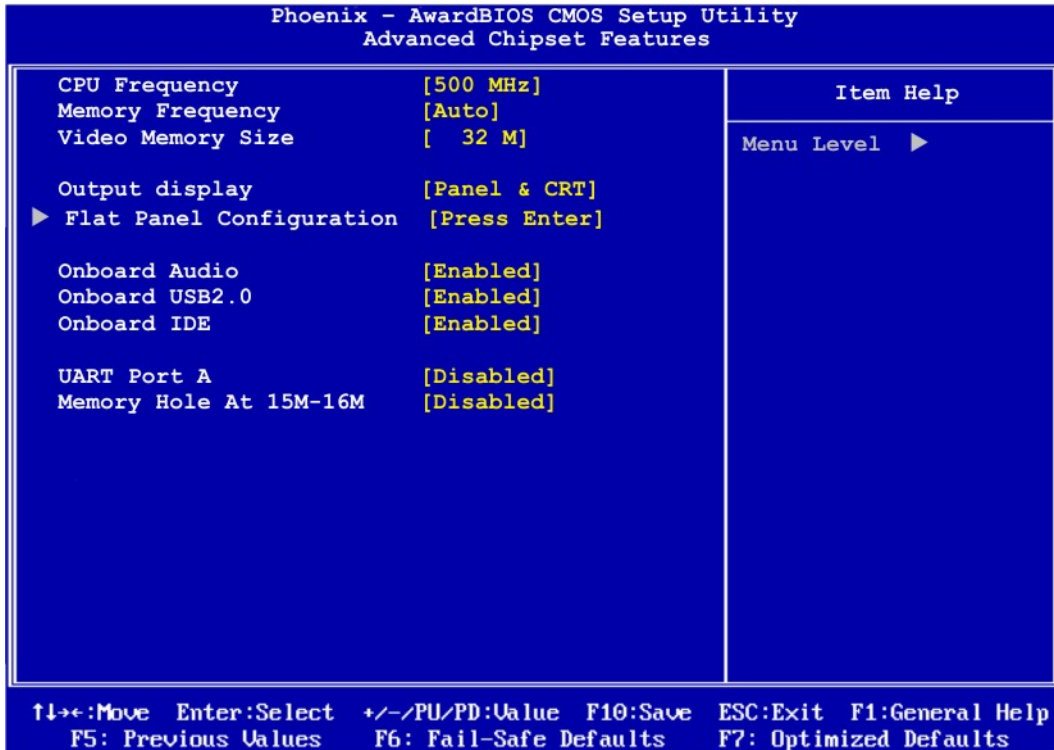 Phoenix - AwardBIOS CMOS Setup Utility
Advanced Chipset Features
CPU Frequency [500 MHz]
Memory Frequency [Auto]
Video Memory Size [ 32 M]
Output display [Panel & CRT]
▶ Flat Panel Configuration [Press Enter]
Onboard Audio [Enabled]
Onboard USB2.0 [Enabled]
Onboard IDE [Enabled]
UART Port A [Disabled]
Memory Hole At 15M-16M [Disabled]
Item Help
Menu Level ▶
↑↓→←:Move Enter:Select +/-/PU/PD:Value F10:Save ESC:Exit F1:General Help
F5: Previous Values F6: Fail-Safe Defaults F7: Optimized Defaults